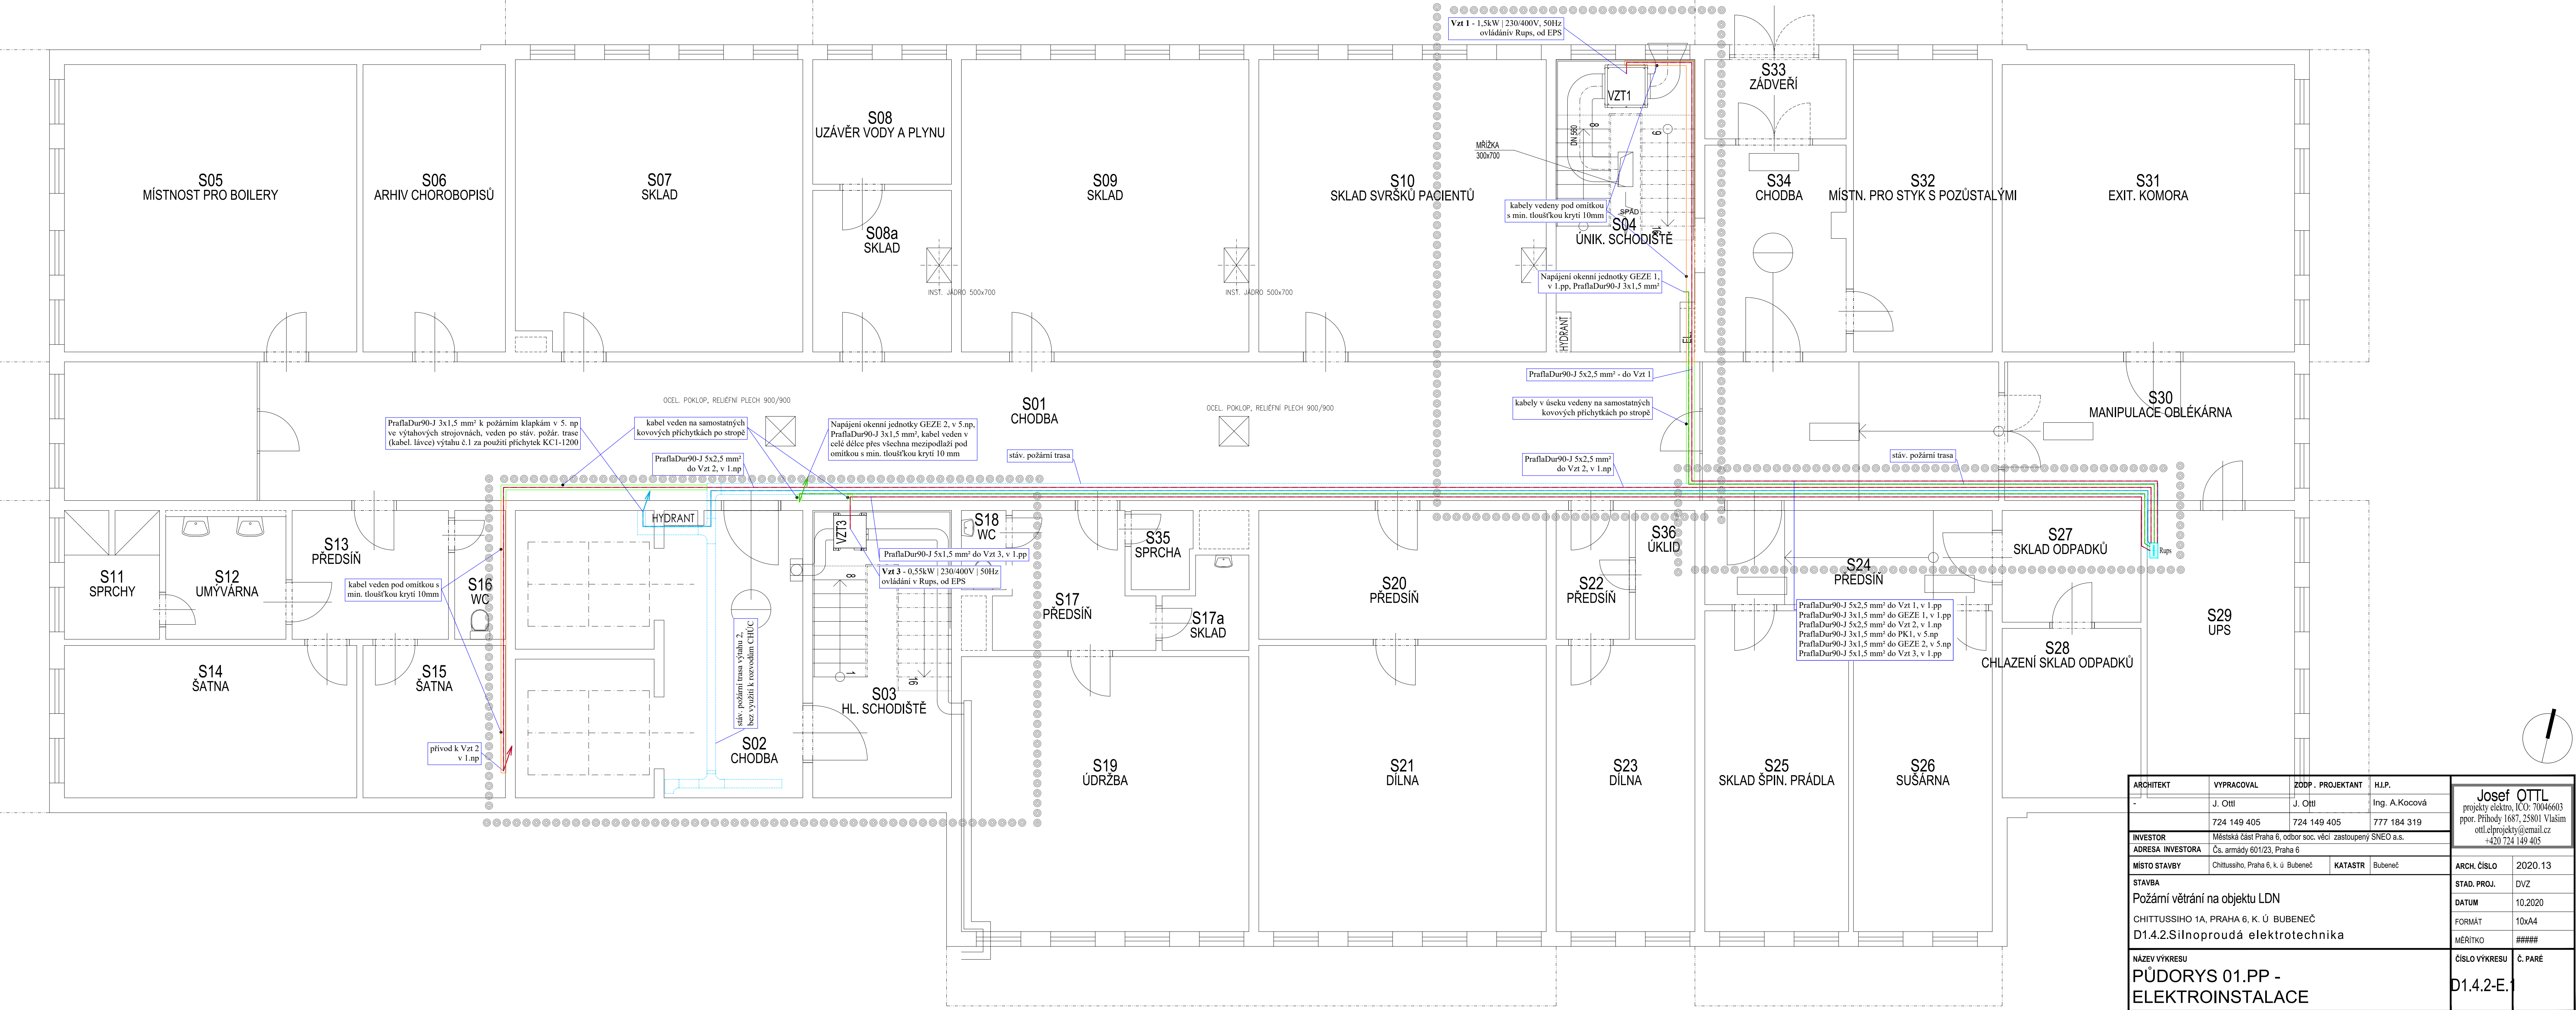 Vzt 1 - 1,5kW | 230/400V, 50Hz
ovládánív Rups, od EPS
S05
MÍSTNOST PRO BOILERY
S06
ARHIV CHOROBOPISŮ
S07
SKLAD
S08
UZÁVĚR VODY A PLYNU
S08a
SKLAD
S09
SKLAD
S10
SKLAD SVRŠKŮ PACIENTŮ
INST. JÁDRO 500x700
INST. JÁDRO 500x700
MŘÍŽKA
300x700
VZT1
DN 560
8
9
SPÁD
16
S04
ÚNIK. SCHODIŠTĚ
kabely vedeny pod omítkou
s min. tloušťkou krytí 10mm
Napájení okenní jednotky GEZE 1,
v 1.pp, PraflaDur90-J 3x1,5 mm²
HYDRANT
EL.
S33
ZÁDVEŘÍ
S34
CHODBA
S32
MÍSTN. PRO STYK S POZŮSTALÝMI
S31
EXIT. KOMORA
PraflaDur90-J 5x2,5 mm² - do Vzt 1
kabely v úseku vedeny na samostatných
kovových příchytkách po stropě
S01
CHODBA
OCEL. POKLOP, RELIÉFNÍ PLECH 900/900
OCEL. POKLOP, RELIÉFNÍ PLECH 900/900
S30
MANIPULACE OBLÉKÁRNA
PraflaDur90-J 3x1,5 mm² k požárním klapkám v 5. np
ve výtahových strojovnách, veden po stáv. požár. trase
(kabel. lávce) výtahu č.1 za použití příchytek KC1-1200
kabel veden na samostatných
kovových příchytkách po stropě
Napájení okenní jednotky GEZE 2, v 5.np,
PraflaDur90-J 3x1,5 mm², kabel veden v
celé délce přes všechna mezipodlaží pod
omítkou s min. tloušťkou krytí 10 mm
PraflaDur90-J 5x2,5 mm²
do Vzt 2, v 1.np
stáv. požární trasa
PraflaDur90-J 5x2,5 mm²
do Vzt 2, v 1.np
stáv. požární trasa
HYDRANT
VZT3
S18
WC
S35
SPRCHA
S36
ÚKLID
S13
PŘEDSÍŇ
S11
SPRCHY
S12
UMÝVÁRNA
S16
WC
kabel veden pod omítkou s
min. tloušťkou krytí 10mm
PraflaDur90-J 5x1,5 mm² do Vzt 3, v 1.pp
Vzt 3 - 0,55kW | 230/400V | 50Hz
ovládání v Rups, od EPS
8
1
16
S03
HL. SCHODIŠTĚ
stáv. požární trasa výtahu 2,
bez využití k rozvodům CHÚC
S02
CHODBA
S17
PŘEDSÍŇ
S17a
SKLAD
S20
PŘEDSÍŇ
S22
PŘEDSÍŇ
S24
PŘEDSÍŇ
S27
SKLAD ODPADKŮ
Rups
PraflaDur90-J 5x2,5 mm² do Vzt 1, v 1.pp
PraflaDur90-J 3x1,5 mm² do GEZE 1, v 1.pp
PraflaDur90-J 5x2,5 mm² do Vzt 2, v 1.np
PraflaDur90-J 3x1,5 mm² do PK1, v 5.np
PraflaDur90-J 3x1,5 mm² do GEZE 2, v 5.np
PraflaDur90-J 5x1,5 mm² do Vzt 3, v 1.pp
S29
UPS
S28
CHLAZENÍ SKLAD ODPADKŮ
S14
ŠATNA
S15
ŠATNA
přívod k Vzt 2
v 1.np
S19
ÚDRŽBA
S21
DÍLNA
S23
DÍLNA
S25
SKLAD ŠPIN. PRÁDLA
S26
SUŠÁRNA
ARCHITEKT VYPRACOVAL ZODP . PROJEKTANT H.I.P.
- J. Ottl J. Ottl Ing. A.Kocová
724 149 405 724 149 405 777 184 319
Josef OTTL
projekty elektro, IČO: 70046603
ppor. Příhody 1687, 25801 Vlašim
ottl.elprojekty@email.cz
+420 724 149 405
INVESTOR Městská část Praha 6, odbor soc. věcí zastoupený SNEO a.s.
ADRESA INVESTORA Čs. armády 601/23, Praha 6
MÍSTO STAVBY Chittussiho, Praha 6, k. ú Bubeneč KATASTR Bubeneč
ARCH. ČÍSLO 2020.13
STAVBA
Požární větrání na objektu LDN
CHITTUSSIHO 1A, PRAHA 6, K. Ú BUBENEČ
D1.4.2.Silnoproudá elektrotechnika
STAD. PROJ. DVZ
DATUM 10.2020
FORMÁT 10xA4
MĚŘÍTKO #####
NÁZEV VÝKRESU
PŮDORYS 01.PP -
ELEKTROINSTALACE
ČÍSLO VÝKRESU Č. PARÉ
D1.4.2-E.1